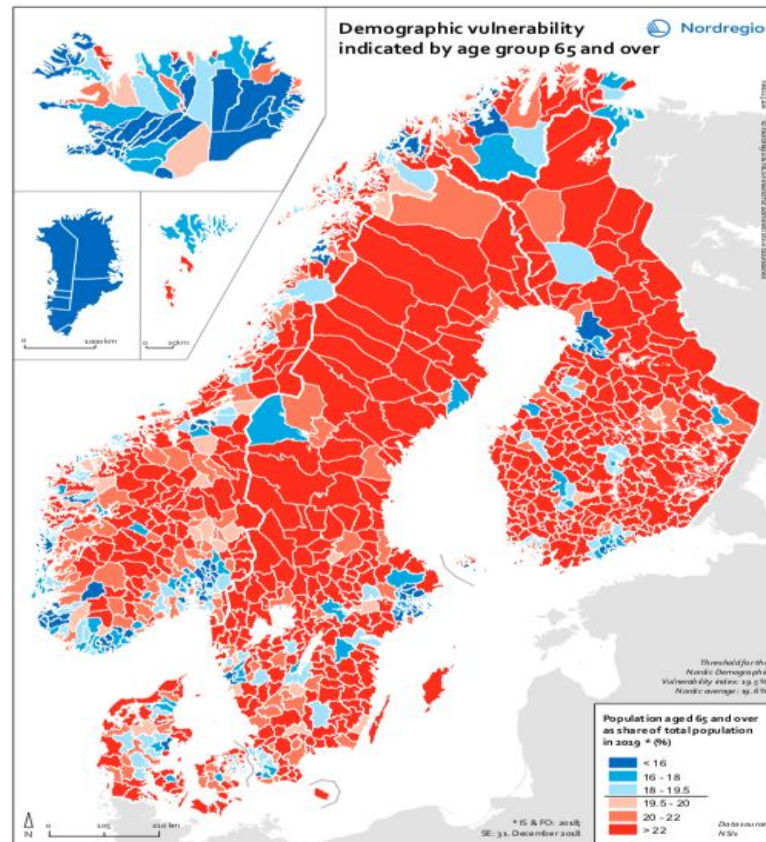 Demographic vulnerability
indicated by age group 65 and over
Nordregio
0 1000 km
0
0 105 210 km
N
Threshold for the
Nordic Demographic
Vulnerability index: 19.5%
Nordic average: 19.6%
Population aged 65 and over
as share of total population
in 2019 * (%)
< 16
16 - 18
18 - 19.5
19.5 - 20
20 - 22
> 22
* IS & FO: 2018;
SE: 31. December 2018
Data source:
NSIs